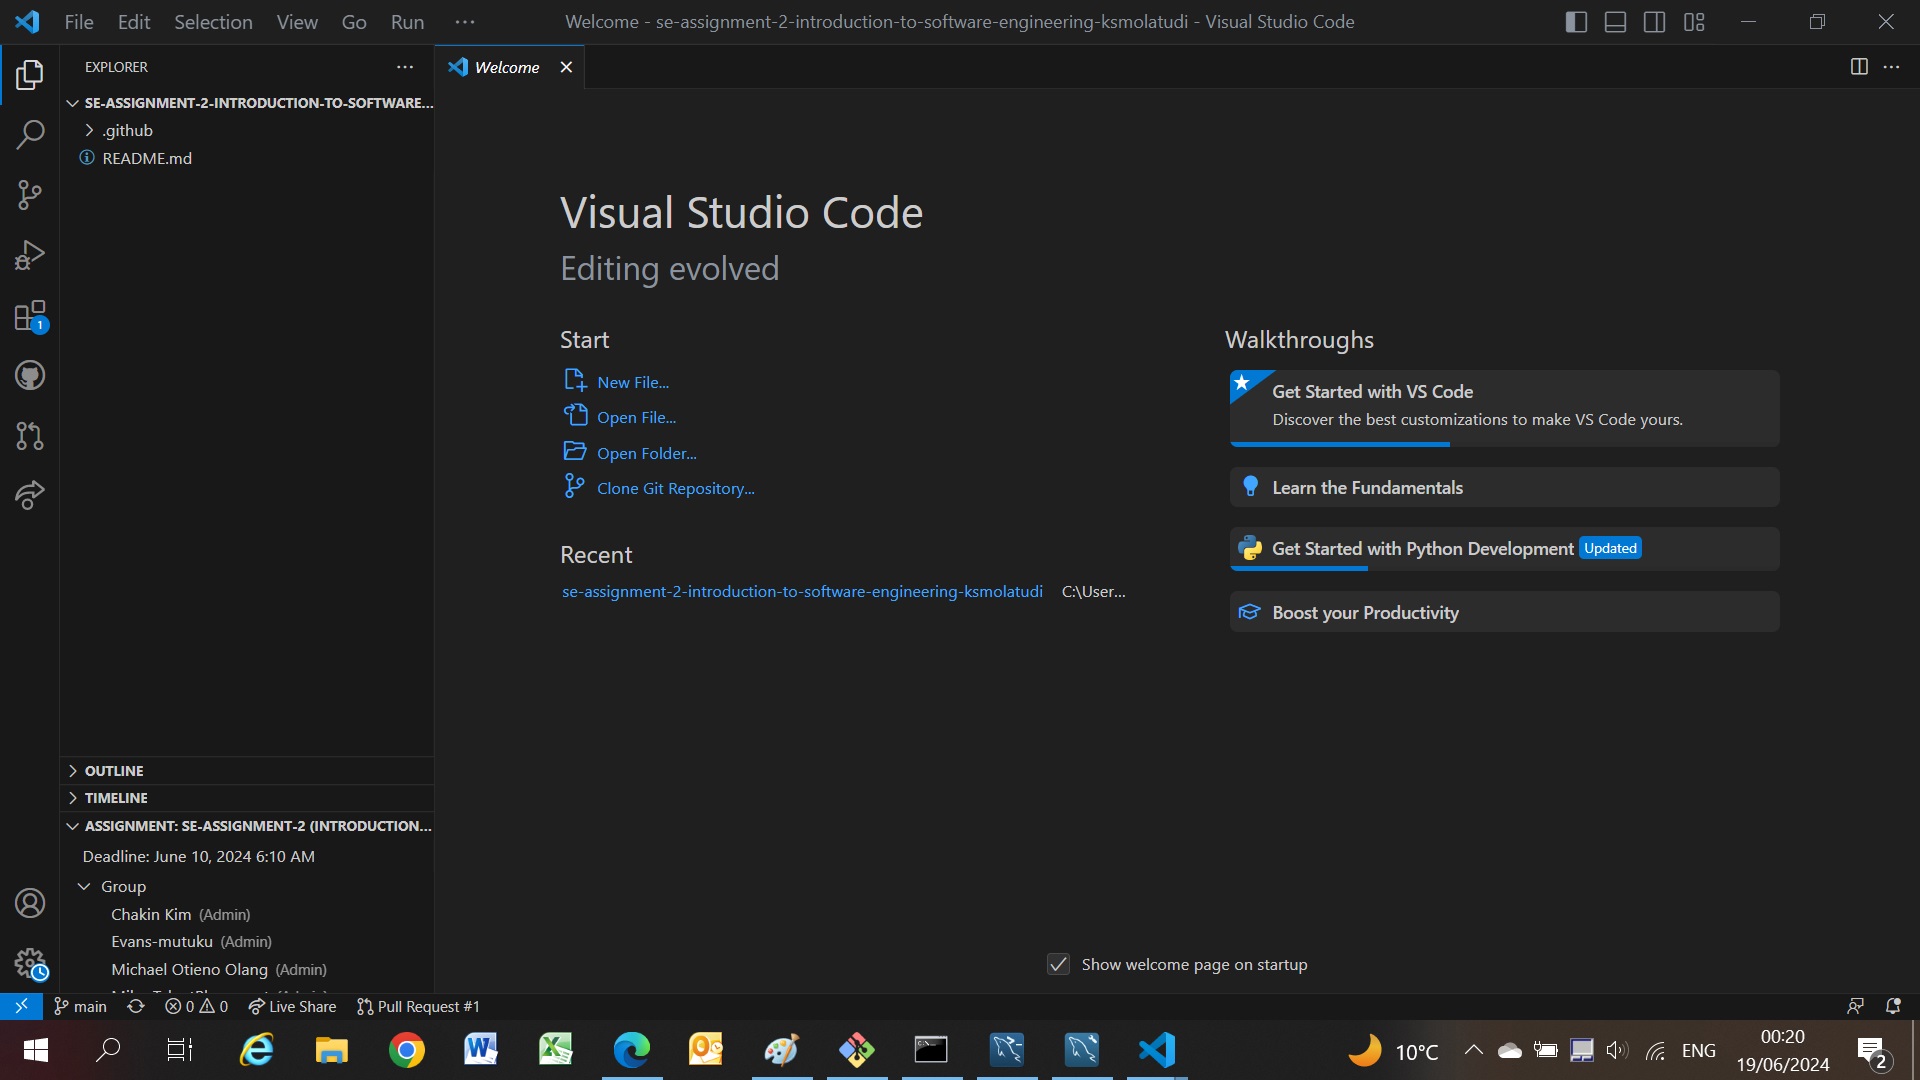 File Edit Selection View Go Run ···
Welcome - se-assignment-2-introduction-to-software-engineering-ksmolatudi - Visual Studio Code
EXPLORER
SE-ASSIGNMENT-2-INTRODUCTION-TO-SOFTWARE...
.github
README.md
Welcome
Visual Studio Code
Editing evolved
Start
New File...
Open File...
Open Folder...
Clone Git Repository...
Recent
se-assignment-2-introduction-to-software-engineering-ksmolatudi C:\User...
Walkthroughs
Get Started with VS Code
Discover the best customizations to make VS Code yours.
Learn the Fundamentals
Get Started with Python Development Updated
Boost your Productivity
1
OUTLINE
TIMELINE
ASSIGNMENT: SE-ASSIGNMENT-2 (INTRODUCTION...
Deadline: June 10, 2024 6:10 AM
Group
Chakin Kim (Admin)
Evans-mutuku (Admin)
Michael Otieno Olang (Admin)
Show welcome page on startup
main 0 0 Live Share Pull Request #1
10°C ENG
00:20
19/06/2024
2